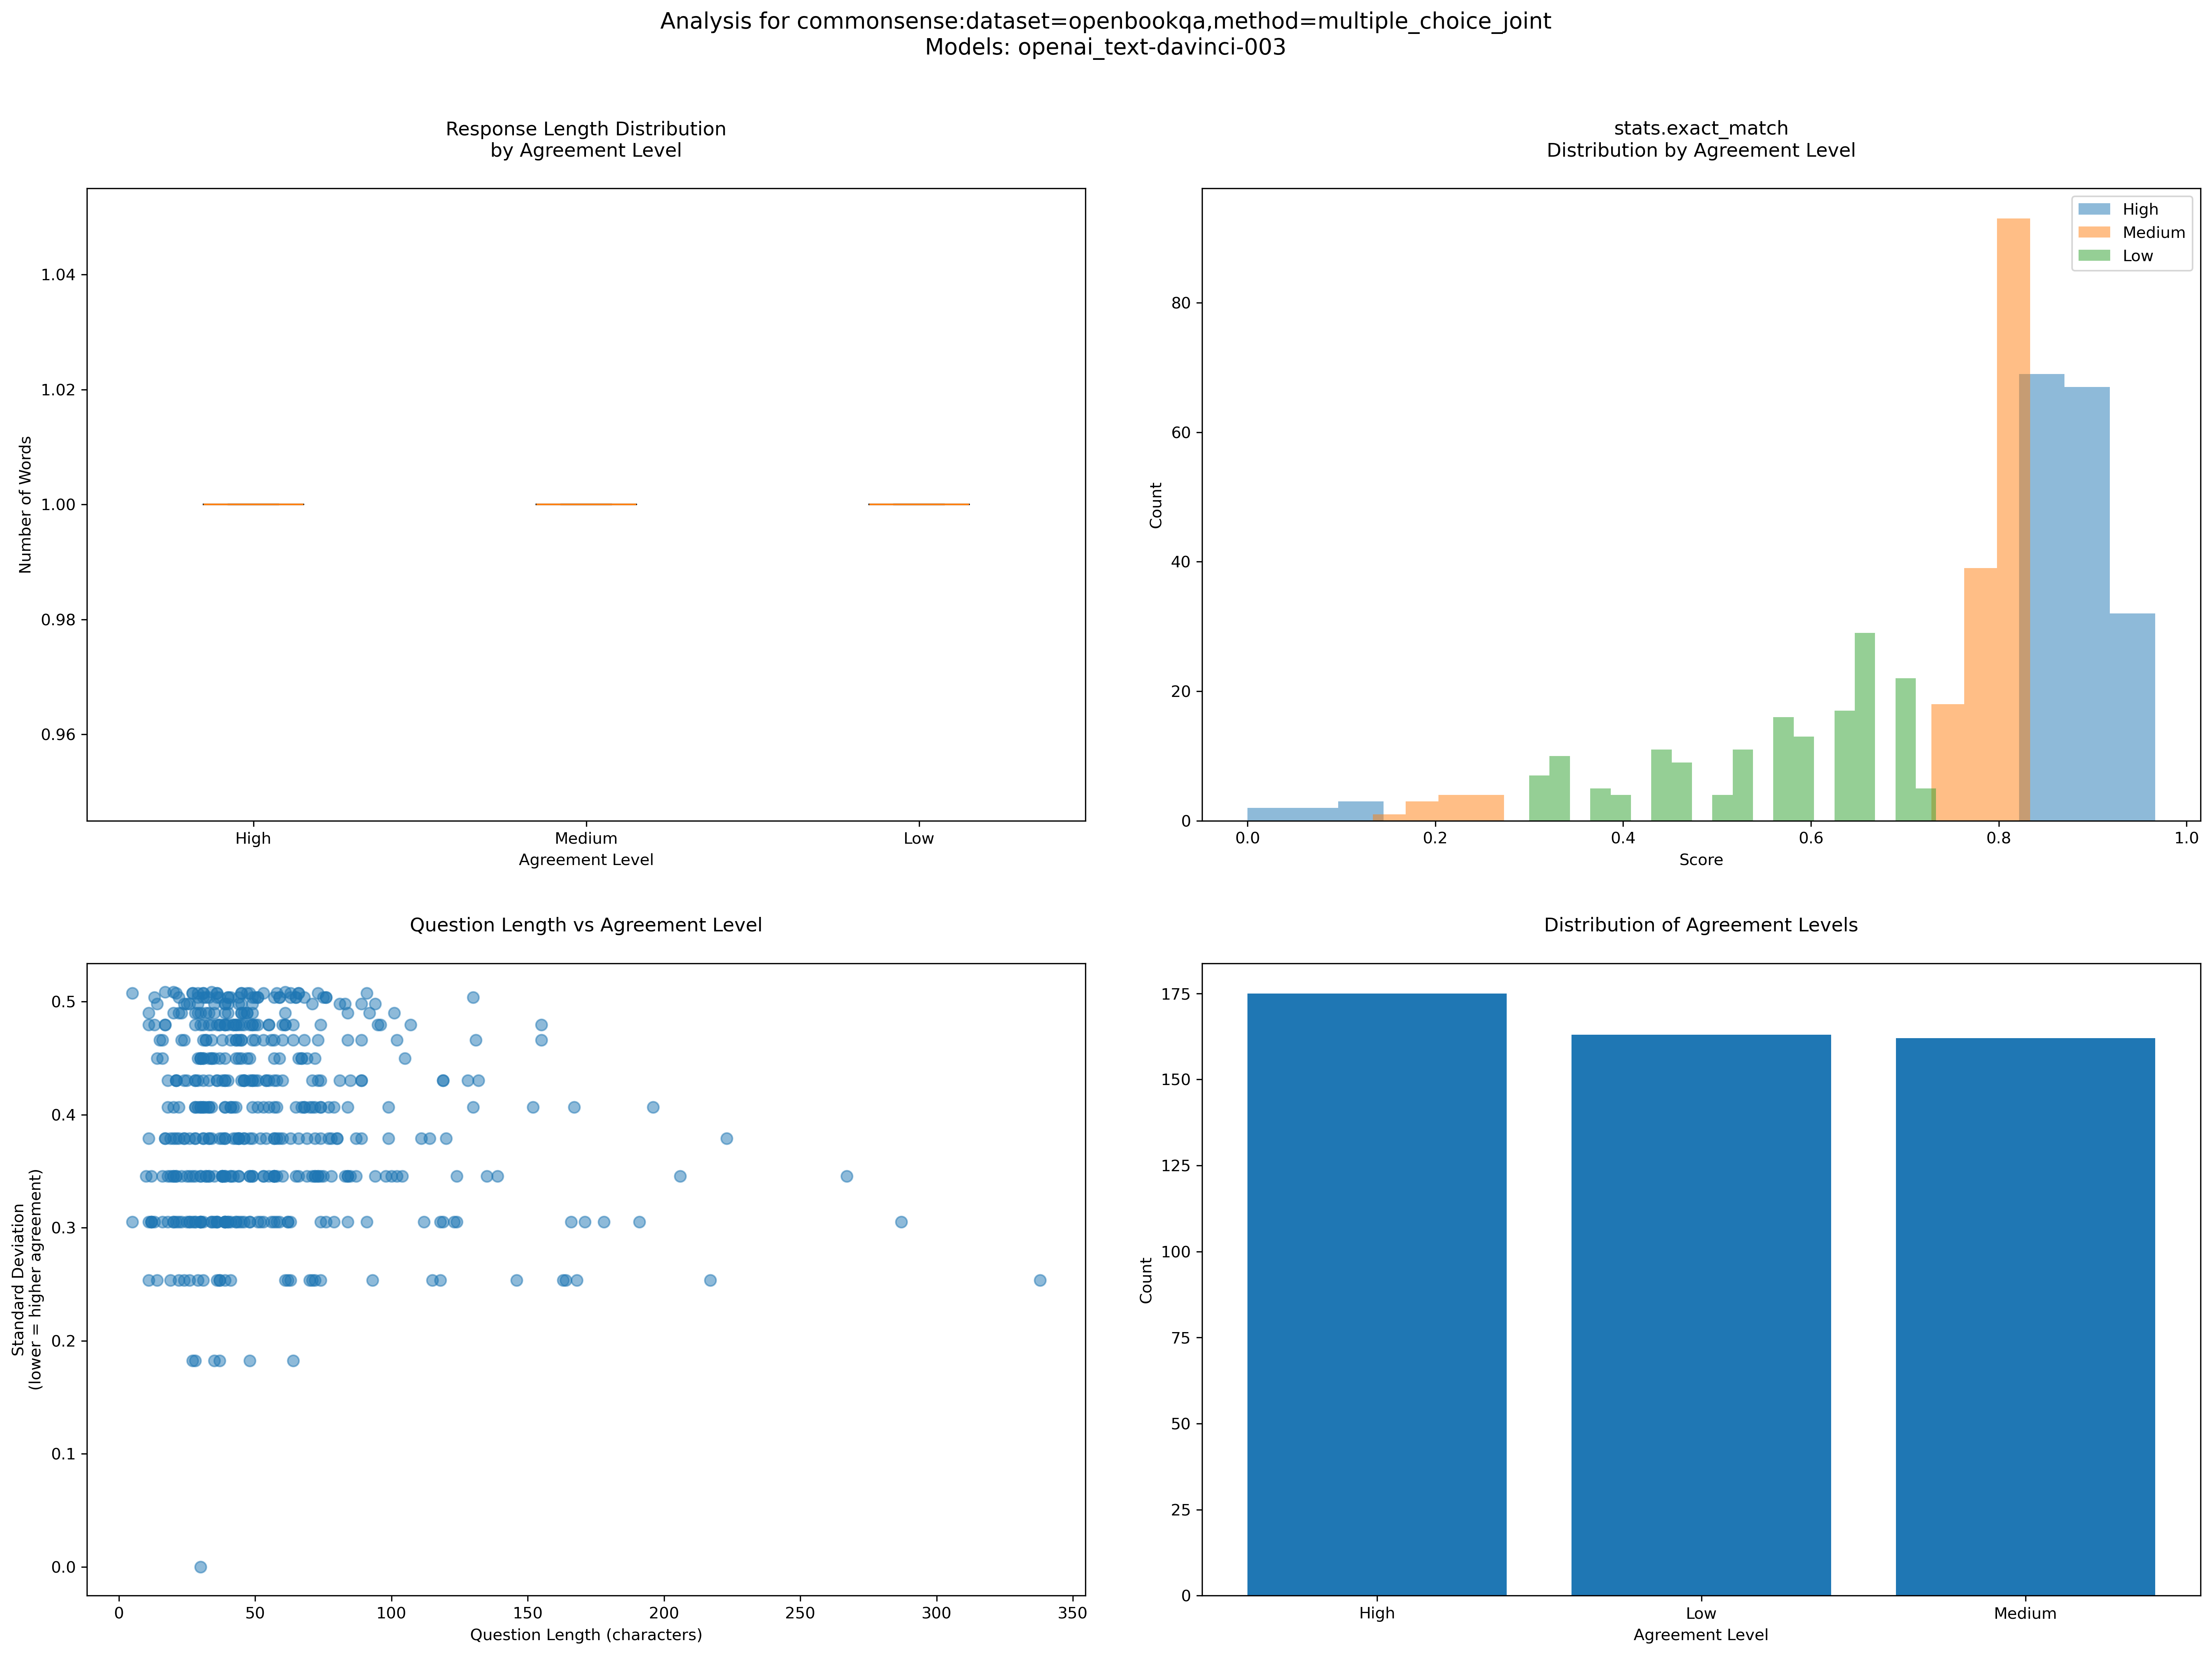 Analysis for commonsense:dataset=openbookqa,method=multiple_choice_joint
Models: openai_text-davinci-003
Response Length Distribution
by Agreement Level
Number of Words
1.04
1.02
1.00
0.98
0.96
High
Medium
Low
Agreement Level
stats.exact_match
Distribution by Agreement Level
High
Medium
Low
Count
80
60
40
20
0
0.0
0.2
0.4
0.6
0.8
1.0
Score
Question Length vs Agreement Level
Standard Deviation
(lower = higher agreement)
0.5
0.4
0.3
0.2
0.1
0.0
0
50
100
150
200
250
300
350
Question Length (characters)
Distribution of Agreement Levels
Count
175
150
125
100
75
50
25
0
High
Low
Medium
Agreement Level